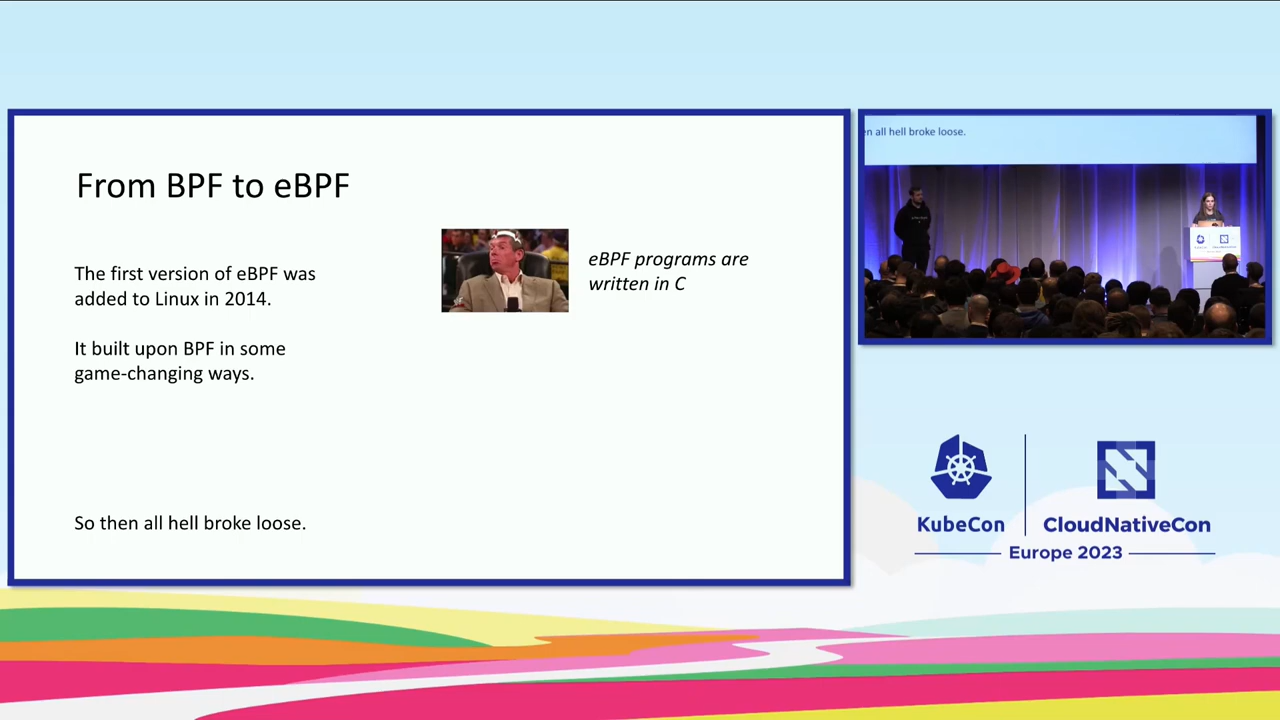 From BPF to eBPF
The first version of eBPF was
added to Linux in 2014.
It built upon BPF in some
game-changing ways.
eBPF programs are
written in C
So then all hell broke loose.
n all hell broke loose.
KubeCon
CloudNativeCon
Europe 2023